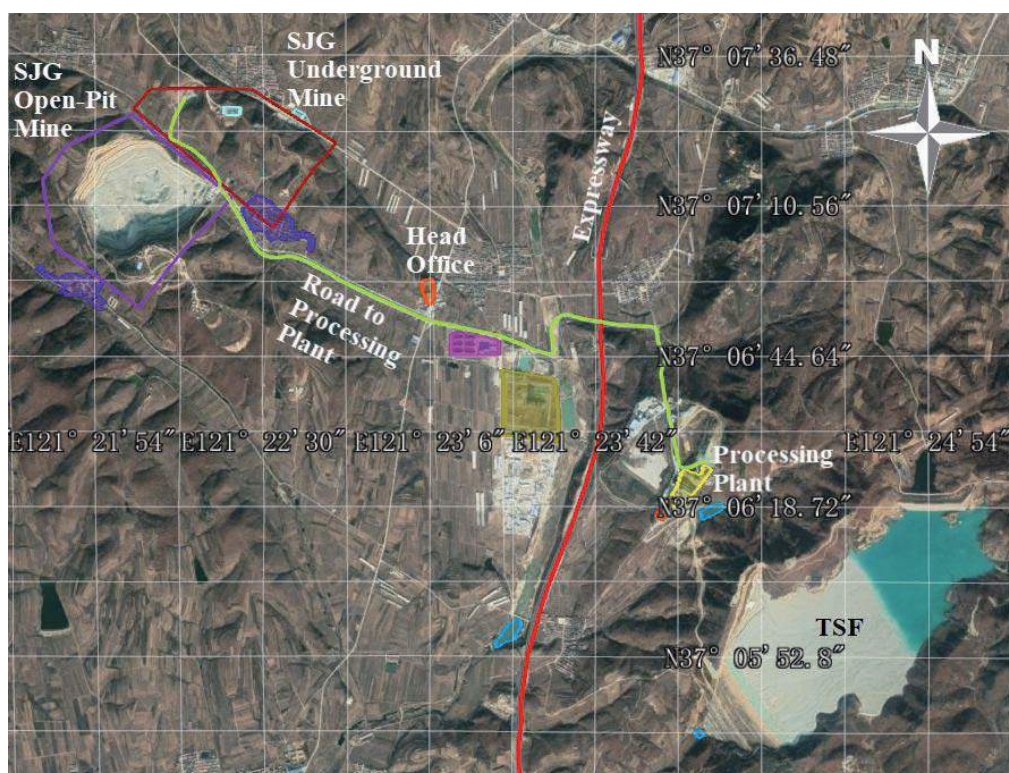 N37° 07'36.48"
N
SJG
Underground
Mine
SJG
Open-Pit
Mine
Expressway
N37° 07'10.56"
Head
Office
Road to
Processing
Plant
N37° 06'44.64"
E121° 21'54"
E121° 22'30"
E121° 23'6"
E121° 23'42"
E121° 24'54"
Processing
Plant
N37° 06'18.72"
TSF
N37° 05'52.8"